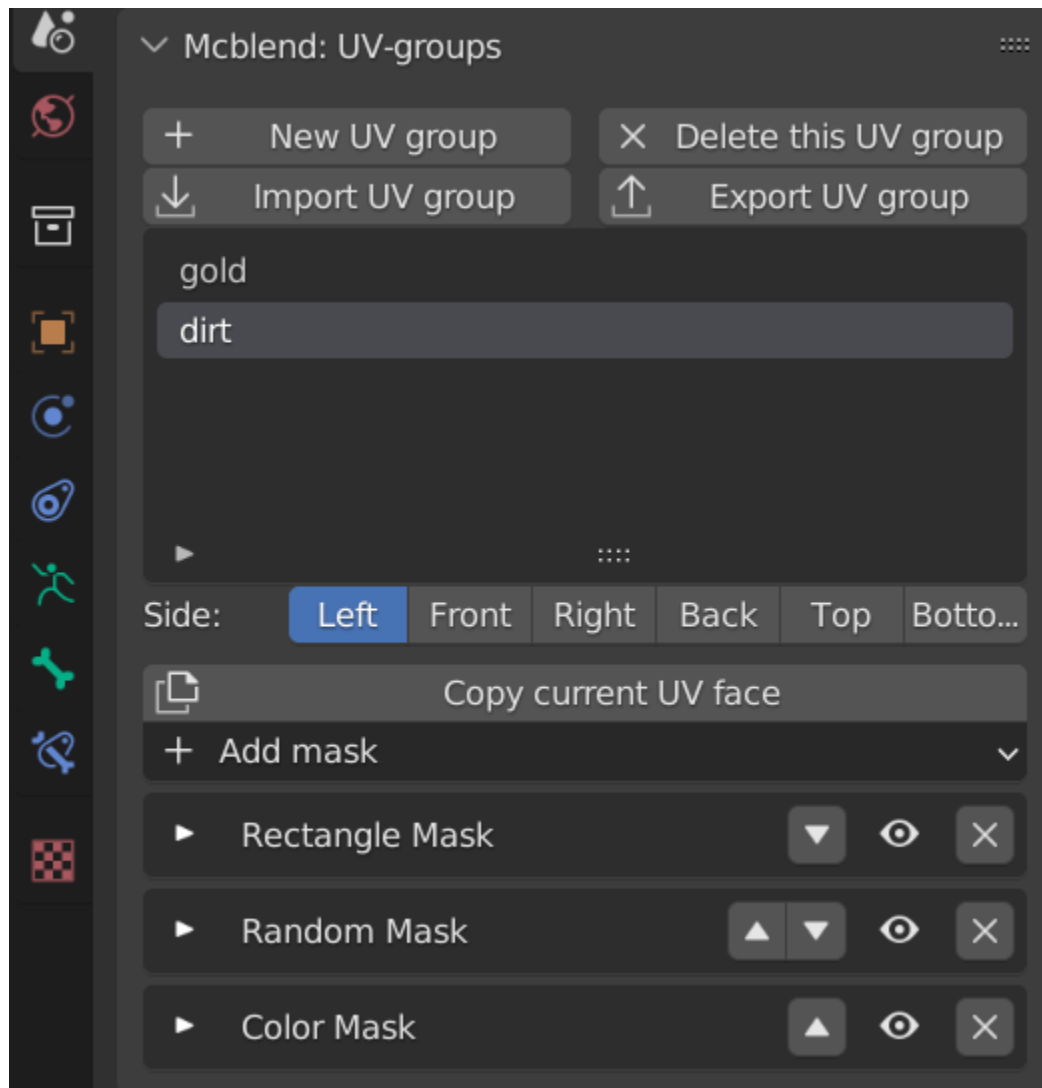 Mcblend: UV-groups
New UV group
Delete this UV group
Import UV group
Export UV group
gold
dirt
Side: Left Front Right Back Top Botto...
Copy current UV face
Add mask
Rectangle Mask
Random Mask
Color Mask